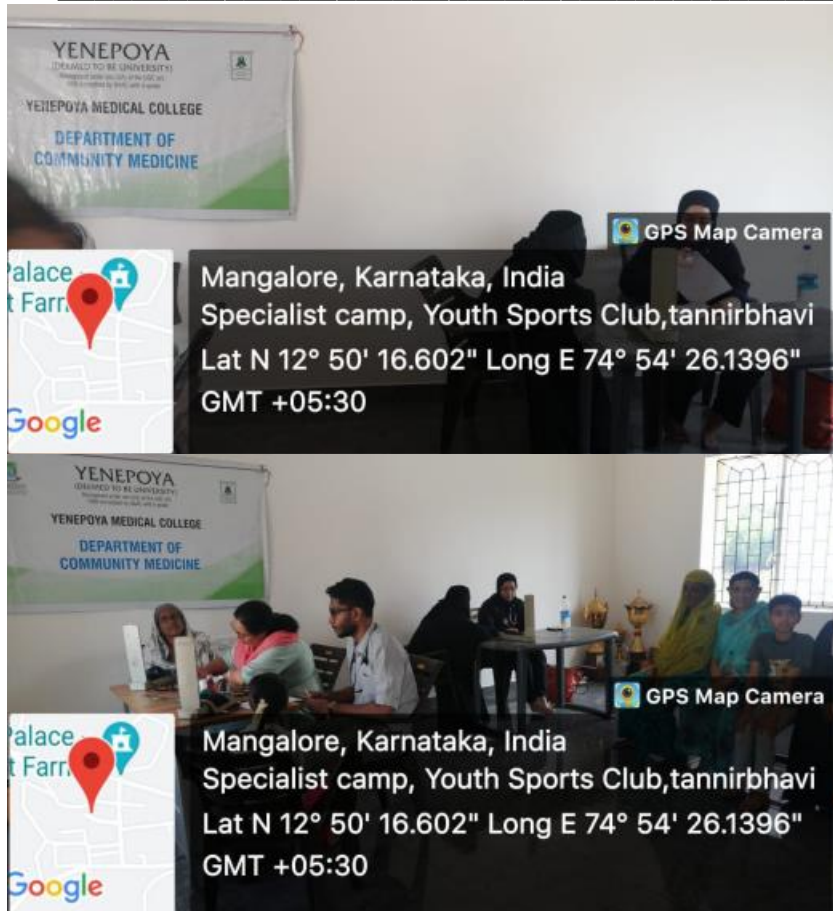 YENEPOYA
(DEEMED TO BE UNIVERSITY)
YENEPOYA MEDICAL COLLEGE
DEPARTMENT OF
COMMUNITY MEDICINE
GPS Map Camera
Palace
t Farm
Google
Mangalore, Karnataka, India
Specialist camp, Youth Sports Club,tannirbhavi
Lat N 12° 50' 16.602" Long E 74° 54' 26.1396"
GMT +05:30
YENEPOYA
(DEEMED TO BE UNIVERSITY)
YENEPOYA MEDICAL COLLEGE
DEPARTMENT OF
COMMUNITY MEDICINE
GPS Map Camera
Palace
t Farr
Google
Mangalore, Karnataka, India
Specialist camp, Youth Sports Club,tannirbhavi
Lat N 12° 50' 16.602" Long E 74° 54' 26.1396"
GMT +05:30